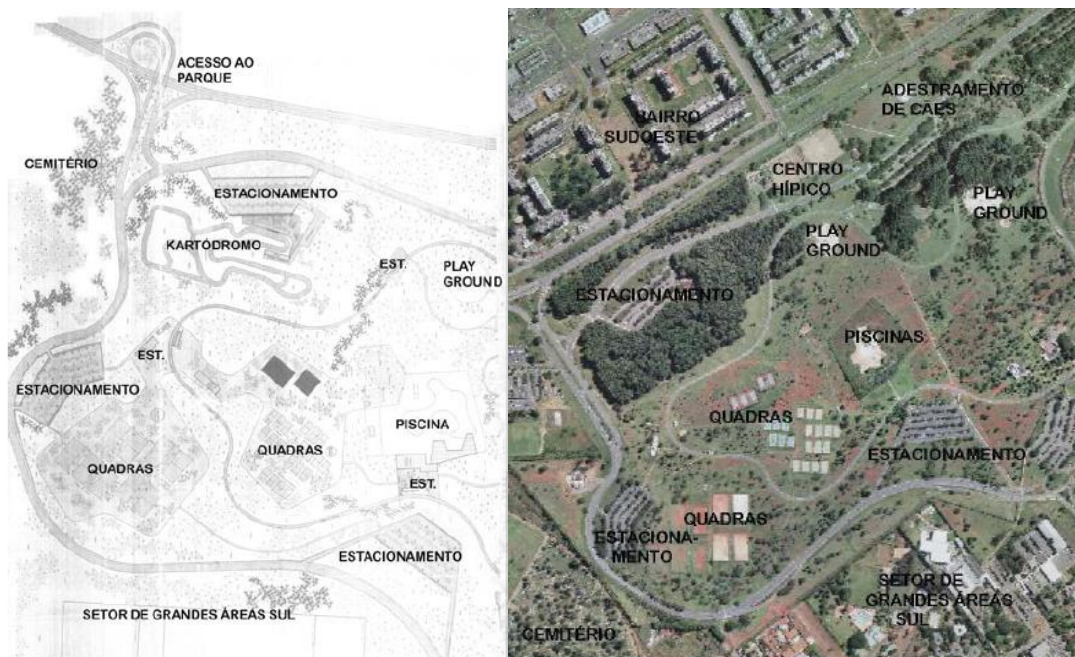 ACESSO AO
PARQUE
CEMITÉRIO
ESTACIONAMENTO
KARTÓDROMO
EST.
PLAY
GROUND
EST.
ESTACIONAMENTO
PISCINA
QUADRAS
QUADRAS
EST.
ESTACIONAMENTO
SETOR DE GRANDES ÁREAS SUL
BAIRRO
SUDOESTE
ADESTRAMENTO
DE CÃES
CENTRO
HÍPICO
PLAY
GROUND
PLAY
GROUND
ESTACIONAMENTO
PISCINAS
QUADRAS
ESTACIONAMENTO
QUADRAS
ESTACIONA-
MENTO
SETOR DE
GRANDES ÁREAS
SUL
CEMITÉRIO